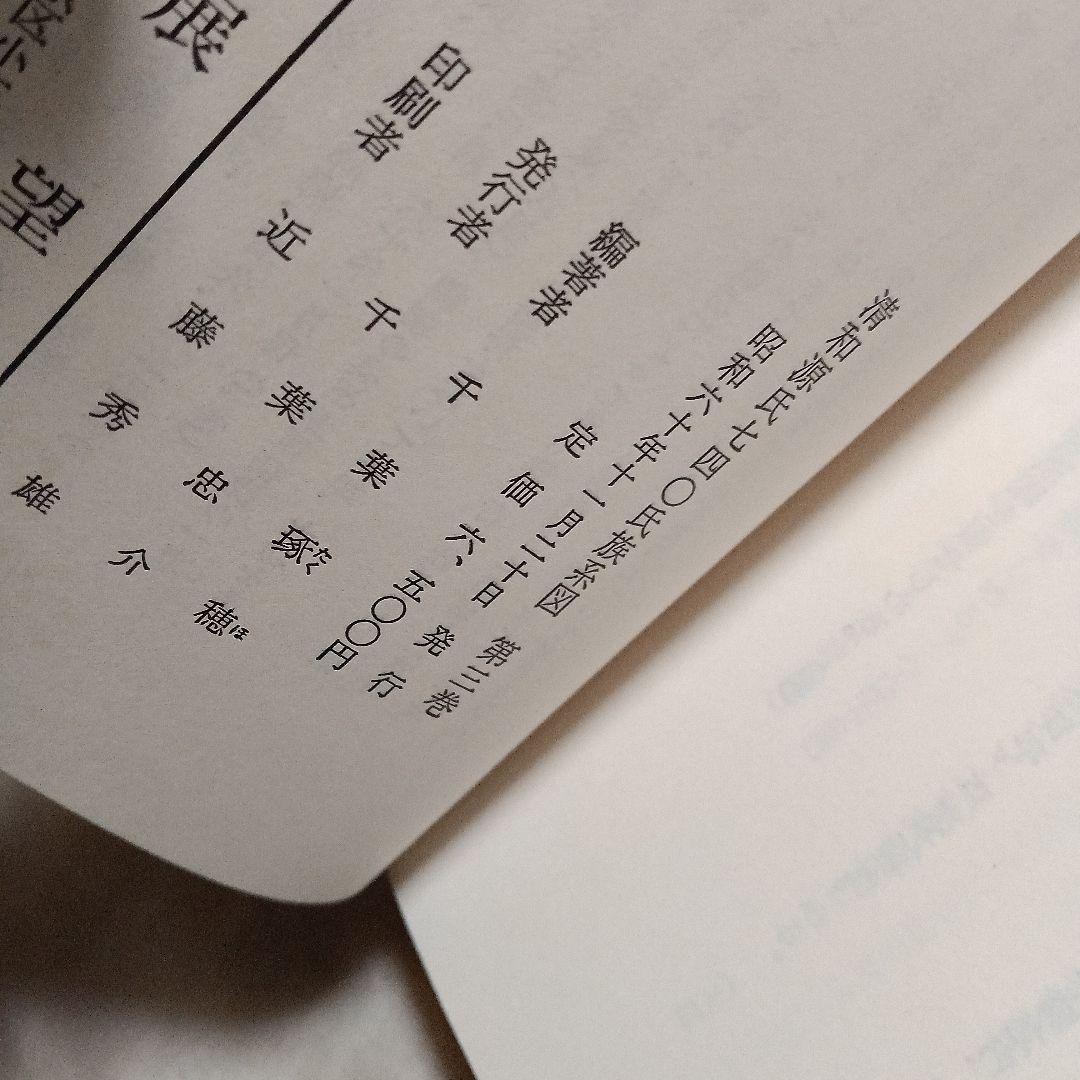 清和源氏七四〇氏族系図　第三巻
昭和六十年十一月二十日　発行
定価　六、五〇〇円
編著者　千葉琢穂
たくほ
発行者　千葉忠介
印刷者　近藤秀雄
展望